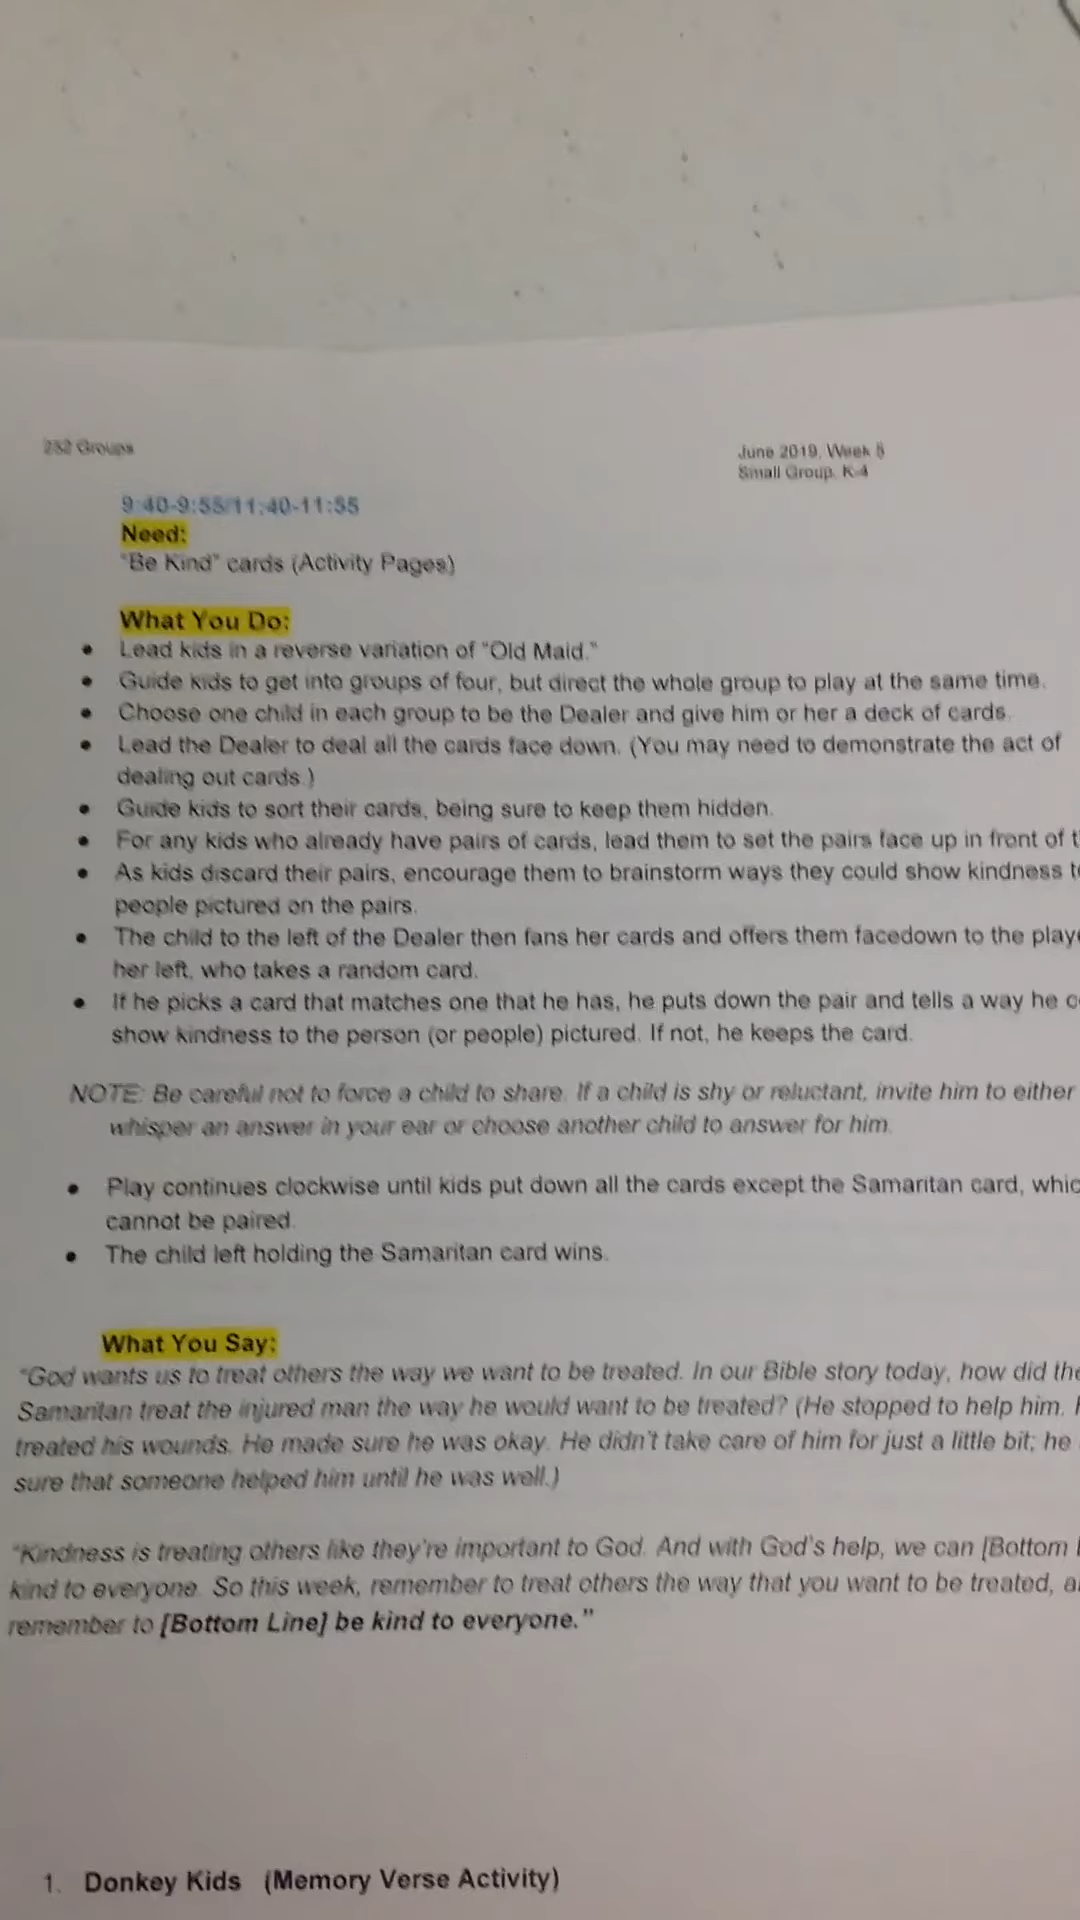 252 Groups
June 2019, Week 5
Small Group, K-4
9:40-9:55/11:40-11:55
Need:
"Be Kind" cards (Activity Pages)
What You Do:
• Lead kids in a reverse variation of "Old Maid."
• Guide kids to get into groups of four, but direct the whole group to play at the same time.
• Choose one child in each group to be the Dealer and give him or her a deck of cards.
• Lead the Dealer to deal all the cards face down. (You may need to demonstrate the act of
dealing out cards.)
• Guide kids to sort their cards, being sure to keep them hidden.
• For any kids who already have pairs of cards, lead them to set the pairs face up in front of
• As kids discard their pairs, encourage them to brainstorm ways they could show kindness
people pictured on the pairs.
• The child to the left of the Dealer then fans her cards and offers them facedown to the
her left, who takes a random card.
• If he picks a card that matches one that he has, he puts down the pair and tells a way he
show kindness to the person (or people) pictured. If not, he keeps the card.
NOTE: Be careful not to force a child to share. If a child is shy or reluctant, invite him to either
whisper an answer in your ear or choose another child to answer for him.
• Play continues clockwise until kids put down all the cards except the Samaritan card,
cannot be paired.
• The child left holding the Samaritan card wins.
What You Say:
"God wants us to treat others the way we want to be treated. In our Bible story today, how did the
Samaritan treat the injured man the way he would want to be treated? (He stopped to help him.
treated his wounds. He made sure he was okay. He didn't take care of him for just a little bit; he
sure that someone helped him until he was well.)
"Kindness is treating others like they're important to God. And with God's help, we can [Bottom
kind to everyone. So this week, remember to treat others the way that you want to be treated,
remember to [Bottom Line] be kind to everyone."
1. Donkey Kids (Memory Verse Activity)